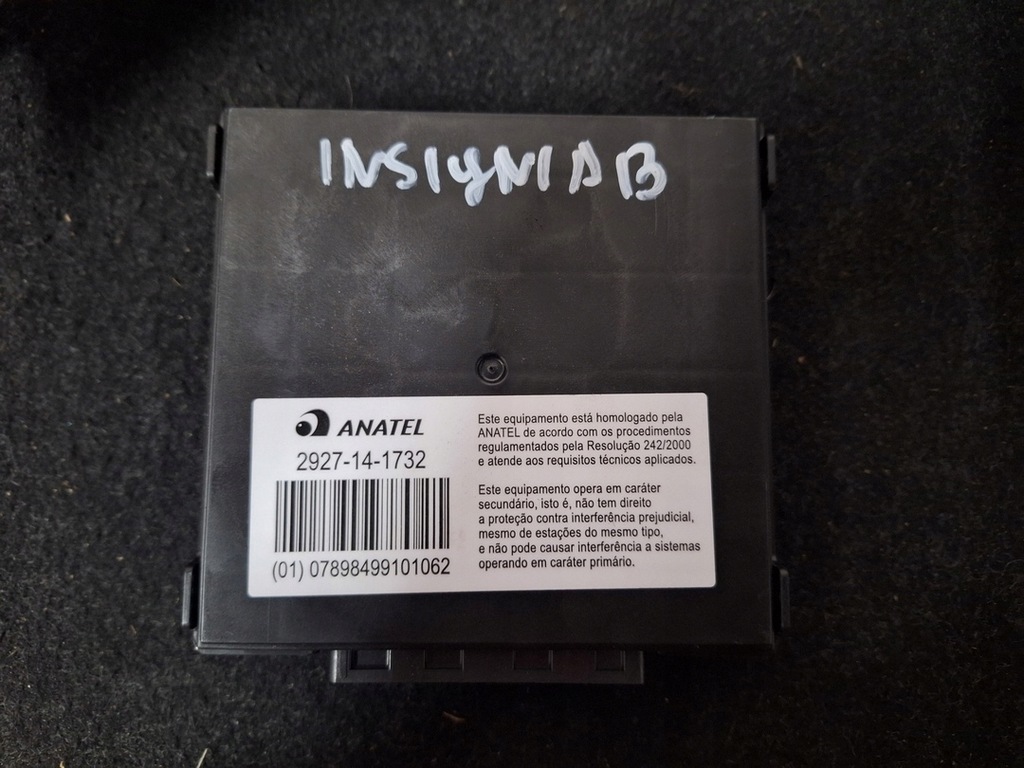 INSIGNIA B
ANATEL
2927-14-1732
(01) 07898499101062
Este equipamento está homologado pela
ANATEL de acordo com os procedimentos
regulamentados pela Resolução 242/2000
e atende aos requisitos técnicos aplicados.
Este equipamento opera em caráter
secundário, isto é, não tem direito
a proteção contra interferência prejudicial,
mesmo de estações do mesmo tipo,
e não pode causar interferência a sistemas
operando em caráter primário.